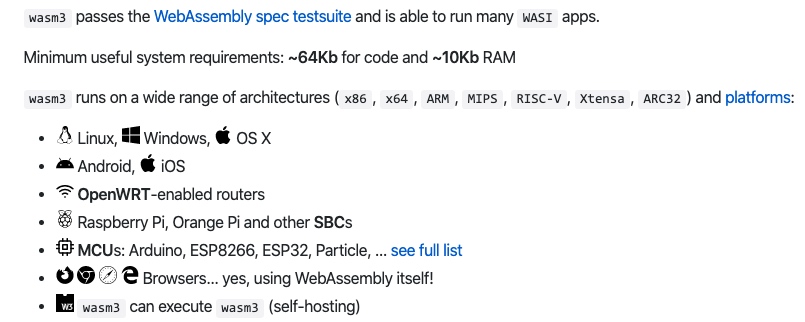 wasm3 passes the WebAssembly spec testsuite and is able to run many WASI apps.
Minimum useful system requirements: ~64Kb for code and ~10Kb RAM
wasm3 runs on a wide range of architectures ( x86 , x64 , ARM , MIPS , RISC-V , Xtensa , ARC32 ) and platforms:
Linux, Windows, OS X
Android, iOS
OpenWRT-enabled routers
Raspberry Pi, Orange Pi and other SBCs
MCUs: Arduino, ESP8266, ESP32, Particle, ... see full list
Browsers... yes, using WebAssembly itself!
W3 wasm3 can execute wasm3 (self-hosting)